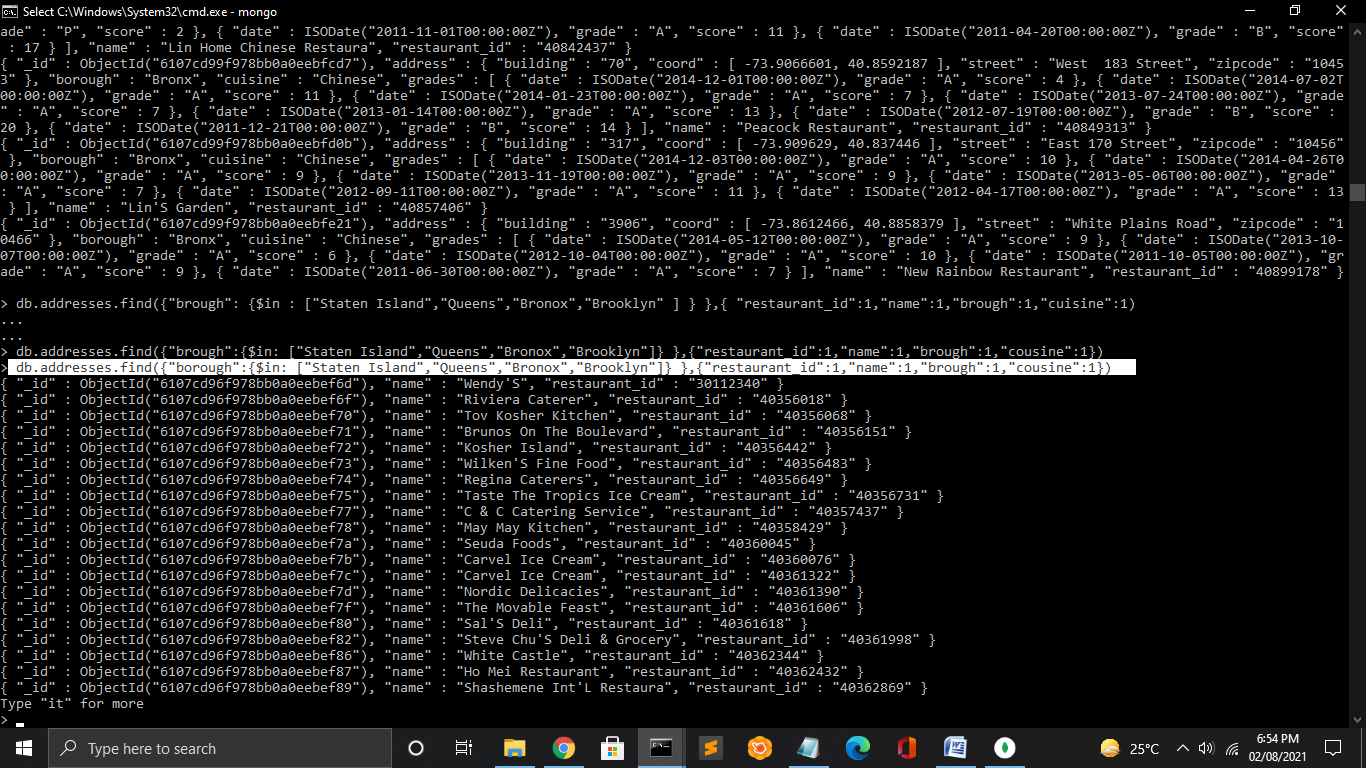 Select C:\Windows\System32\cmd.exe - mongo
ade" : "P", "score" : 2 }, { "date" : ISODate("2011-11-01T00:00:00Z"), "grade" : "A", "score" : 11 }, { "date" : ISODate("2011-04-20T00:00:00Z"), "grade" : "B", "score"
 : 17 } ], "name" : "Lin Home Chinese Restaura", "restaurant_id" : "40842437" }
{ "_id" : ObjectId("6107cd99f978bb0a0eebfcd7"), "address" : { "building" : "70", "coord" : [ -73.9066601, 40.8592187 ], "street" : "West  183 Street", "zipcode" : "1045
3" }, "borough" : "Bronx", "cuisine" : "Chinese", "grades" : [ { "date" : ISODate("2014-12-01T00:00:00Z"), "grade" : "A", "score" : 4 }, { "date" : ISODate("2014-07-02T
00:00:00Z"), "grade" : "A", "score" : 11 }, { "date" : ISODate("2014-01-23T00:00:00Z"), "grade" : "A", "score" : 7 }, { "date" : ISODate("2013-07-24T00:00:00Z"), "grade
" : "A", "score" : 7 }, { "date" : ISODate("2013-01-14T00:00:00Z"), "grade" : "A", "score" : 13 }, { "date" : ISODate("2012-07-19T00:00:00Z"), "grade" : "B", "score" :
20 }, { "date" : ISODate("2011-12-21T00:00:00Z"), "grade" : "B", "score" : 14 } ], "name" : "Peacock Restaurant", "restaurant_id" : "40849313" }
{ "_id" : ObjectId("6107cd99f978bb0a0eebfd0b"), "address" : { "building" : "317", "coord" : [ -73.909629, 40.837446 ], "street" : "East 170 Street", "zipcode" : "10456"
 }, "borough" : "Bronx", "cuisine" : "Chinese", "grades" : [ { "date" : ISODate("2014-12-03T00:00:00Z"), "grade" : "A", "score" : 10 }, { "date" : ISODate("2014-04-26T0
0:00:00Z"), "grade" : "A", "score" : 9 }, { "date" : ISODate("2013-11-19T00:00:00Z"), "grade" : "A", "score" : 9 }, { "date" : ISODate("2013-05-06T00:00:00Z"), "grade"
: "A", "score" : 7 }, { "date" : ISODate("2012-09-11T00:00:00Z"), "grade" : "A", "score" : 11 }, { "date" : ISODate("2012-04-17T00:00:00Z"), "grade" : "A", "score" : 13
 } ], "name" : "Lin'S Garden", "restaurant_id" : "40857406" }
{ "_id" : ObjectId("6107cd99f978bb0a0eebfe21"), "address" : { "building" : "3906", "coord" : [ -73.8612466, 40.8858379 ], "street" : "White Plains Road", "zipcode" : "1
0466" }, "borough" : "Bronx", "cuisine" : "Chinese", "grades" : [ { "date" : ISODate("2014-05-12T00:00:00Z"), "grade" : "A", "score" : 9 }, { "date" : ISODate("2013-10-
07T00:00:00Z"), "grade" : "A", "score" : 6 }, { "date" : ISODate("2012-10-04T00:00:00Z"), "grade" : "A", "score" : 10 }, { "date" : ISODate("2011-10-05T00:00:00Z"), "gr
ade" : "A", "score" : 9 }, { "date" : ISODate("2011-06-30T00:00:00Z"), "grade" : "A", "score" : 7 } ], "name" : "New Rainbow Restaurant", "restaurant_id" : "40899178" }
> db.addresses.find({"brough": {$in : ["Staten Island","Queens","Bronox","Brooklyn" ] } },{ "restaurant_id":1,"name":1,"brough":1,"cuisine":1)
...
...
> db.addresses.find({"brough":{$in: ["Staten Island","Queens","Bronox","Brooklyn"]} },{"restaurant_id":1,"name":1,"brough":1,"cousine":1})
> db.addresses.find({"borough":{$in: ["Staten Island","Queens","Bronox","Brooklyn"]} },{"restaurant_id":1,"name":1,"brough":1,"cousine":1})
{ "_id" : ObjectId("6107cd96f978bb0a0eebef6d"), "name" : "Wendy'S", "restaurant_id" : "30112340" }
{ "_id" : ObjectId("6107cd96f978bb0a0eebef6f"), "name" : "Riviera Caterer", "restaurant_id" : "40356018" }
{ "_id" : ObjectId("6107cd96f978bb0a0eebef70"), "name" : "Tov Kosher Kitchen", "restaurant_id" : "40356068" }
{ "_id" : ObjectId("6107cd96f978bb0a0eebef71"), "name" : "Brunos On The Boulevard", "restaurant_id" : "40356151" }
{ "_id" : ObjectId("6107cd96f978bb0a0eebef72"), "name" : "Kosher Island", "restaurant_id" : "40356442" }
{ "_id" : ObjectId("6107cd96f978bb0a0eebef73"), "name" : "Wilken'S Fine Food", "restaurant_id" : "40356483" }
{ "_id" : ObjectId("6107cd96f978bb0a0eebef74"), "name" : "Regina Caterers", "restaurant_id" : "40356649" }
{ "_id" : ObjectId("6107cd96f978bb0a0eebef75"), "name" : "Taste The Tropics Ice Cream", "restaurant_id" : "40356731" }
{ "_id" : ObjectId("6107cd96f978bb0a0eebef77"), "name" : "C & C Catering Service", "restaurant_id" : "40357437" }
{ "_id" : ObjectId("6107cd96f978bb0a0eebef78"), "name" : "May May Kitchen", "restaurant_id" : "40358429" }
{ "_id" : ObjectId("6107cd96f978bb0a0eebef7a"), "name" : "Seuda Foods", "restaurant_id" : "40360045" }
{ "_id" : ObjectId("6107cd96f978bb0a0eebef7b"), "name" : "Carvel Ice Cream", "restaurant_id" : "40360076" }
{ "_id" : ObjectId("6107cd96f978bb0a0eebef7c"), "name" : "Carvel Ice Cream", "restaurant_id" : "40361322" }
{ "_id" : ObjectId("6107cd96f978bb0a0eebef7d"), "name" : "Nordic Delicacies", "restaurant_id" : "40361390" }
{ "_id" : ObjectId("6107cd96f978bb0a0eebef7f"), "name" : "The Movable Feast", "restaurant_id" : "40361606" }
{ "_id" : ObjectId("6107cd96f978bb0a0eebef80"), "name" : "Sal'S Deli", "restaurant_id" : "40361618" }
{ "_id" : ObjectId("6107cd96f978bb0a0eebef82"), "name" : "Steve Chu'S Deli & Grocery", "restaurant_id" : "40361998" }
{ "_id" : ObjectId("6107cd96f978bb0a0eebef86"), "name" : "White Castle", "restaurant_id" : "40362344" }
{ "_id" : ObjectId("6107cd96f978bb0a0eebef87"), "name" : "Ho Mei Restaurant", "restaurant_id" : "40362432" }
{ "_id" : ObjectId("6107cd96f978bb0a0eebef89"), "name" : "Shashemene Int'L Restaura", "restaurant_id" : "40362869" }
Type "it" for more
>
Type here to search
25°C
6:54 PM
02/08/2021